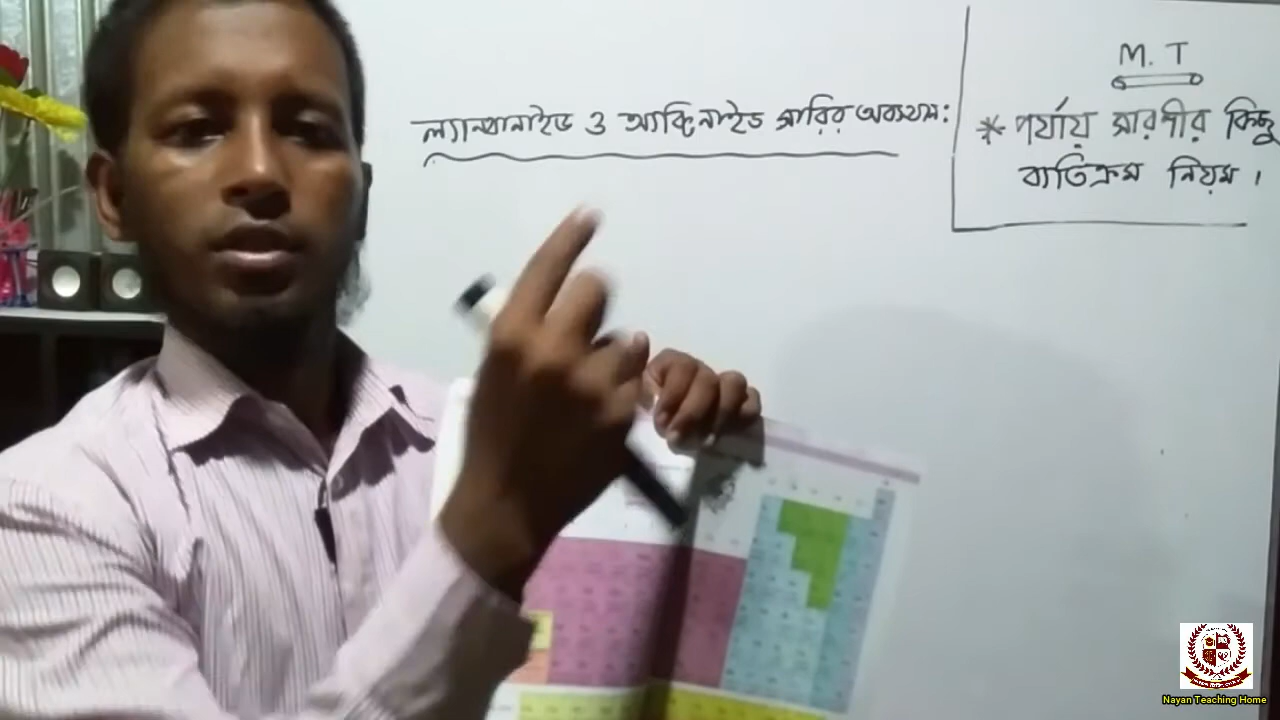 ল্যান্থানাইড ও অ্যাক্টিনাইড সারির অবস্থান:
M. T
* পর্যায় সারণীর কিছু
ব্যতিক্রম নিয়ম।
Nayan Teaching Home